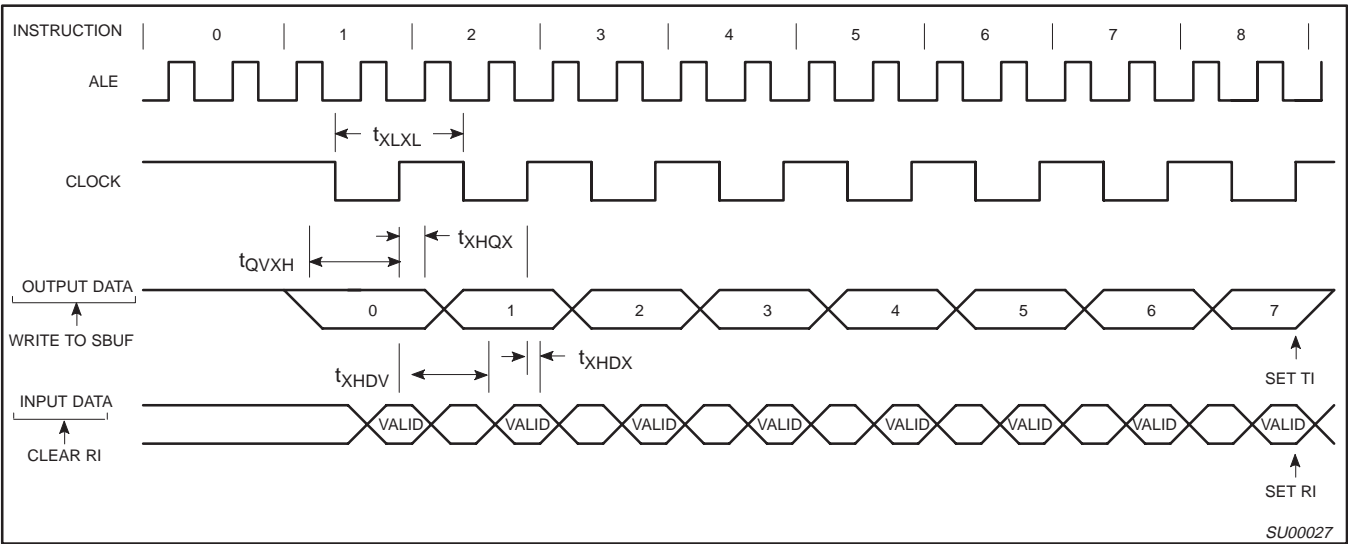 INSTRUCTION | 0 | 1 | 2 | 3 | 4 | 5 | 6 | 7 | 8 |
ALE
tXLXL
CLOCK
tXHQX
tQVXH
OUTPUT DATA
0 1 2 3 4 5 6 7
WRITE TO SBUF
tXHDX
tXHDV
SET TI
INPUT DATA
VALID VALID VALID VALID VALID VALID VALID VALID
CLEAR RI
SET RI
SU00027